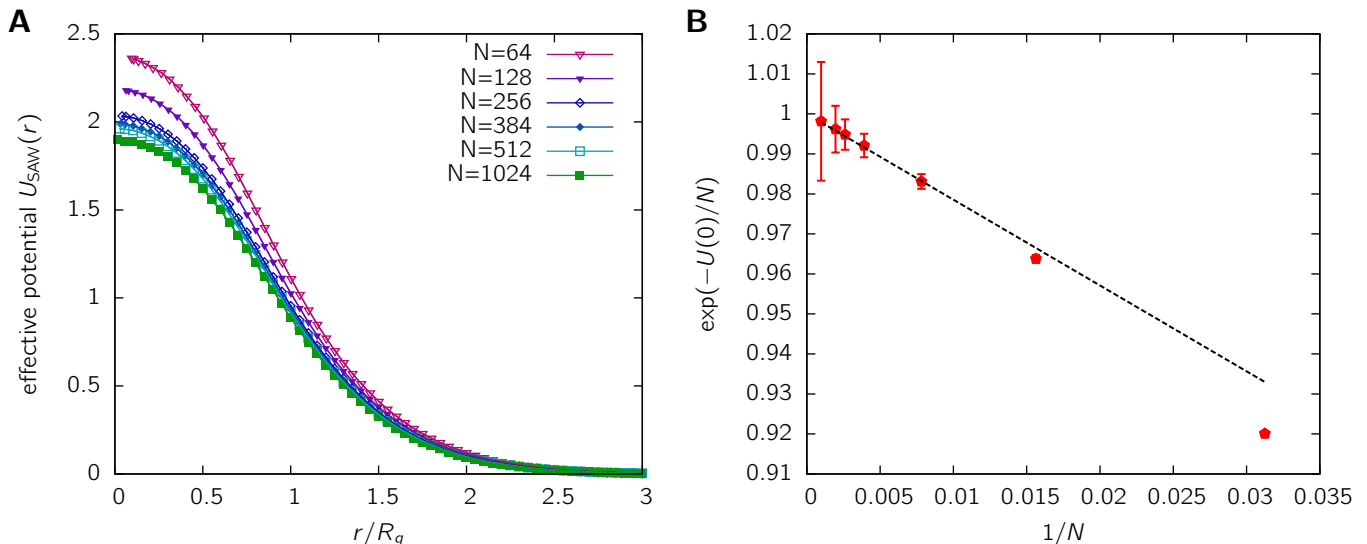 A
effective potential U_SAW(r)
2.5
2
1.5
1
0.5
0
0
0.5
1
1.5
2
2.5
3
r/R_g
N=64
N=128
N=256
N=384
N=512
N=1024
B
exp(−U(0)/N)
1.02
1.01
1
0.99
0.98
0.97
0.96
0.95
0.94
0.93
0.92
0.91
0
0.005
0.01
0.015
0.02
0.025
0.03
0.035
1/N